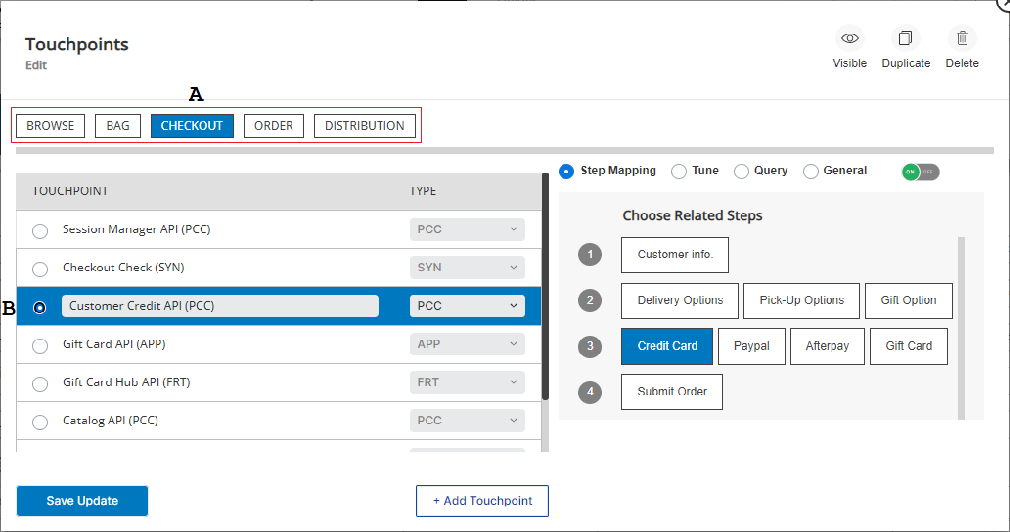 Touchpoints
Edit
Visible Duplicate Delete
A
BROWSE BAG CHECKOUT ORDER DISTRIBUTION
Step Mapping Tune Query General ON OFF
TOUCHPOINT TYPE
Choose Related Steps
Session Manager API (PCC) PCC
1 Customer info.
Checkout Check (SYN) SYN
2 Delivery Options Pick-Up Options Gift Option
B Customer Credit API (PCC) PCC
3 Credit Card Paypal Afterpay Gift Card
Gift Card API (APP) APP
Gift Card Hub API (FRT) FRT
4 Submit Order
Catalog API (PCC) PCC
Save Update + Add Touchpoint